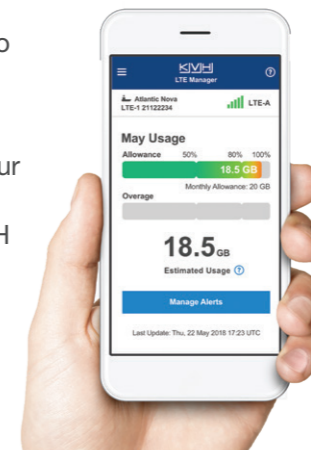 o
ur
H
KVH
LTE Manager
Atlantic Nova
LTE-1 21122234
LTE-A
May Usage
Allowance 50% 80% 100%
18.5 GB
Monthly Allowance: 20 GB
Overage
18.5 GB
Estimated Usage ?
Manage Alerts
Last Update: Thu, 22 May 2018 17:23 UTC